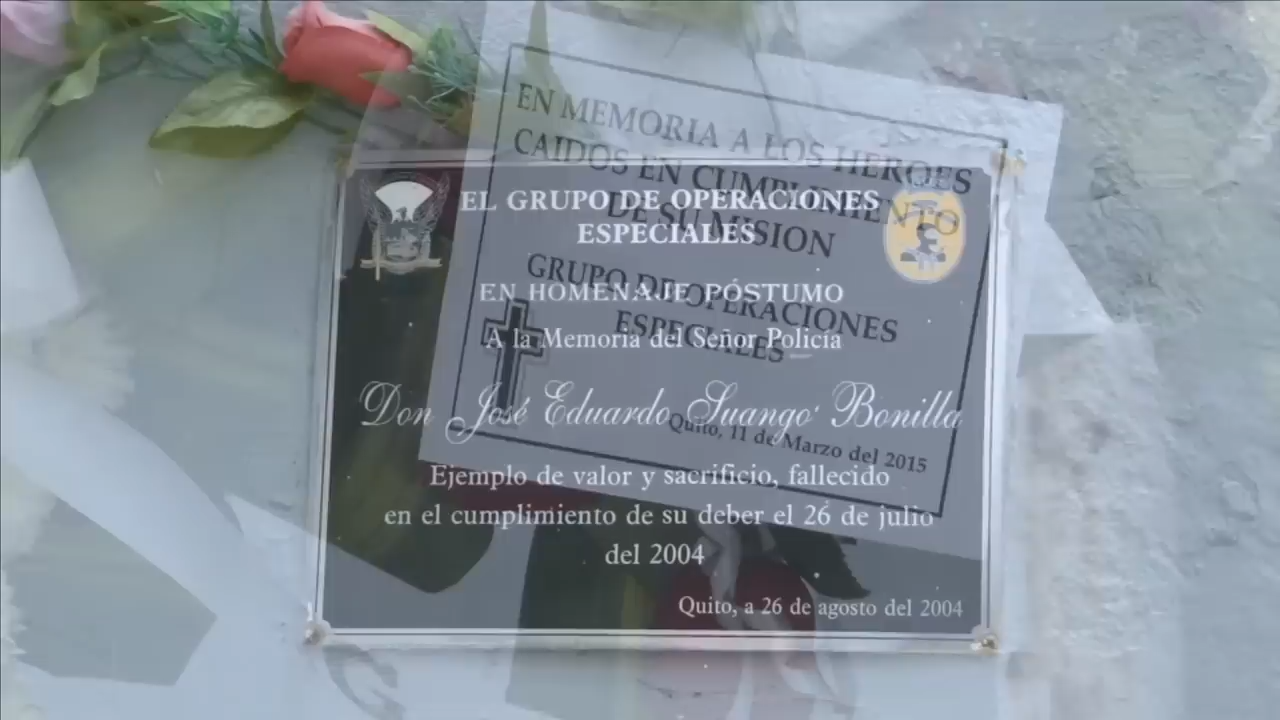 EL GRUPO DE OPERACIONES
ESPECIALES
EN HOMENAJE PÓSTUMO
A la Memoria del Señor Policía
Don José Eduardo Suango Bonilla
Ejemplo de valor y sacrificio, fallecido
en el cumplimiento de su deber el 26 de julio
del 2004
Quito, a 26 de agosto del 2004
EN MEMORIA A LOS HEROES
CAIDOS EN CUMPLIMIENTO
DE SU MISION
GRUPO DE OPERACIONES
ESPECIALES
Quito, 11 de Marzo del 2015